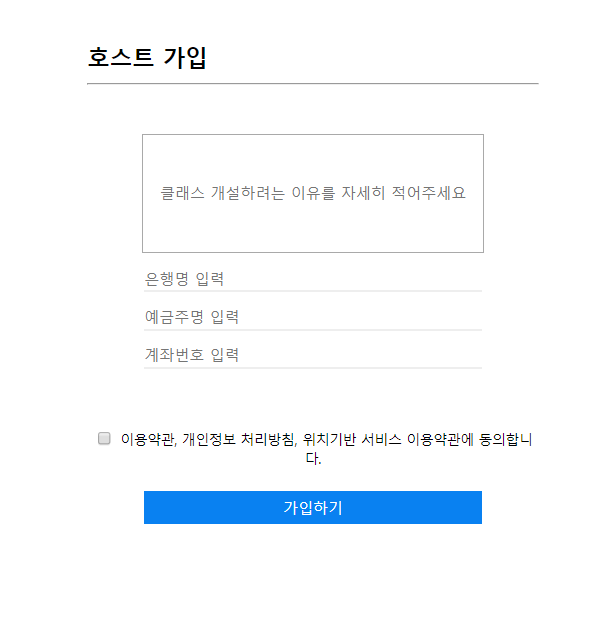 호스트 가입
클래스 개설하려는 이유를 자세히 적어주세요
은행명 입력
예금주명 입력
계좌번호 입력
이용약관, 개인정보 처리방침, 위치기반 서비스 이용약관에 동의합니
다.
가입하기